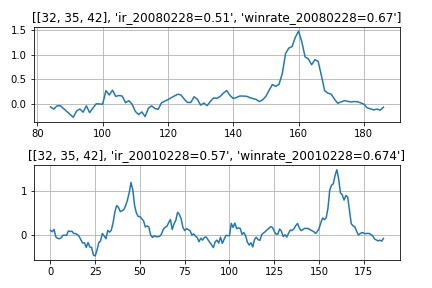 [[32, 35, 42], 'ir_20080228=0.51', 'winrate_20080228=0.67']
1.5
1.0
0.5
0.0
80 100 120 140 160 180
[[32, 35, 42], 'ir_20010228=0.57', 'winrate_20010228=0.674']
1
0
0 25 50 75 100 125 150 175